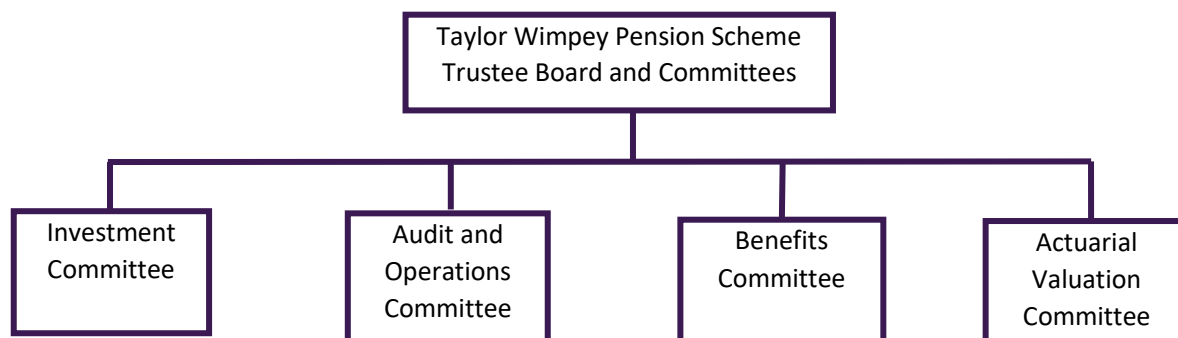 Taylor Wimpey Pension Scheme
Trustee Board and Committees
Investment
Committee
Audit and
Operations
Committee
Benefits
Committee
Actuarial
Valuation
Committee